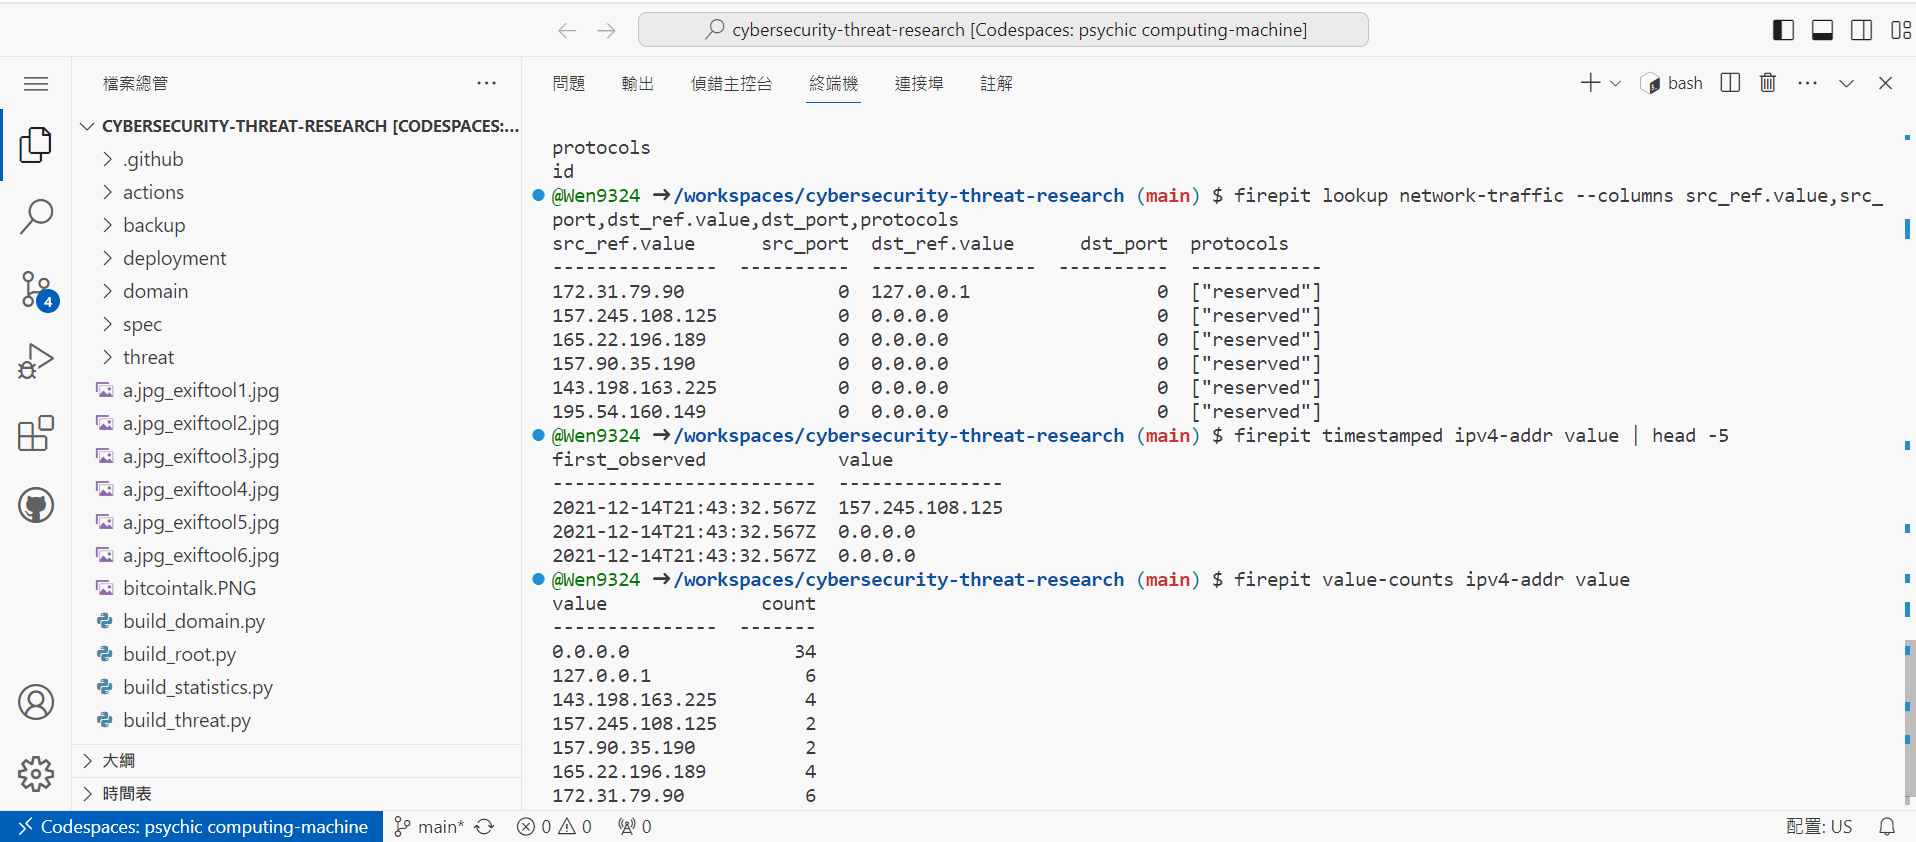 cybersecurity-threat-research [Codespaces: psychic computing-machine]
檔案總管
CYBERSECURITY-THREAT-RESEARCH [CODESPACES:...
.github
actions
backup
deployment
domain
spec
threat
a.jpg_exiftool1.jpg
a.jpg_exiftool2.jpg
a.jpg_exiftool3.jpg
a.jpg_exiftool4.jpg
a.jpg_exiftool5.jpg
a.jpg_exiftool6.jpg
bitcointalk.PNG
build_domain.py
build_root.py
build_statistics.py
build_threat.py
大綱
時間表
4
問題 輸出 偵錯主控台 終端機 連接埠 註解
bash
protocols
id
@Wen9324 ➜/workspaces/cybersecurity-threat-research (main) $ firepit lookup network-traffic --columns src_ref.value,src_
port,dst_ref.value,dst_port,protocols
src_ref.value      src_port  dst_ref.value      dst_port  protocols
---------------  ----------  ---------------  ----------  ------------
172.31.79.90              0  127.0.0.1                 0  ["reserved"]
157.245.108.125           0  0.0.0.0                   0  ["reserved"]
165.22.196.189            0  0.0.0.0                   0  ["reserved"]
157.90.35.190             0  0.0.0.0                   0  ["reserved"]
143.198.163.225           0  0.0.0.0                   0  ["reserved"]
195.54.160.149            0  0.0.0.0                   0  ["reserved"]
@Wen9324 ➜/workspaces/cybersecurity-threat-research (main) $ firepit timestamped ipv4-addr value | head -5
first_observed            value
------------------------  ---------------
2021-12-14T21:43:32.567Z  157.245.108.125
2021-12-14T21:43:32.567Z  0.0.0.0
2021-12-14T21:43:32.567Z  0.0.0.0
@Wen9324 ➜/workspaces/cybersecurity-threat-research (main) $ firepit value-counts ipv4-addr value
value              count
---------------  -------
0.0.0.0               34
127.0.0.1              6
143.198.163.225        4
157.245.108.125        2
157.90.35.190          2
165.22.196.189         4
172.31.79.90           6
Codespaces: psychic computing-machine main* 0 0 0 配置: US